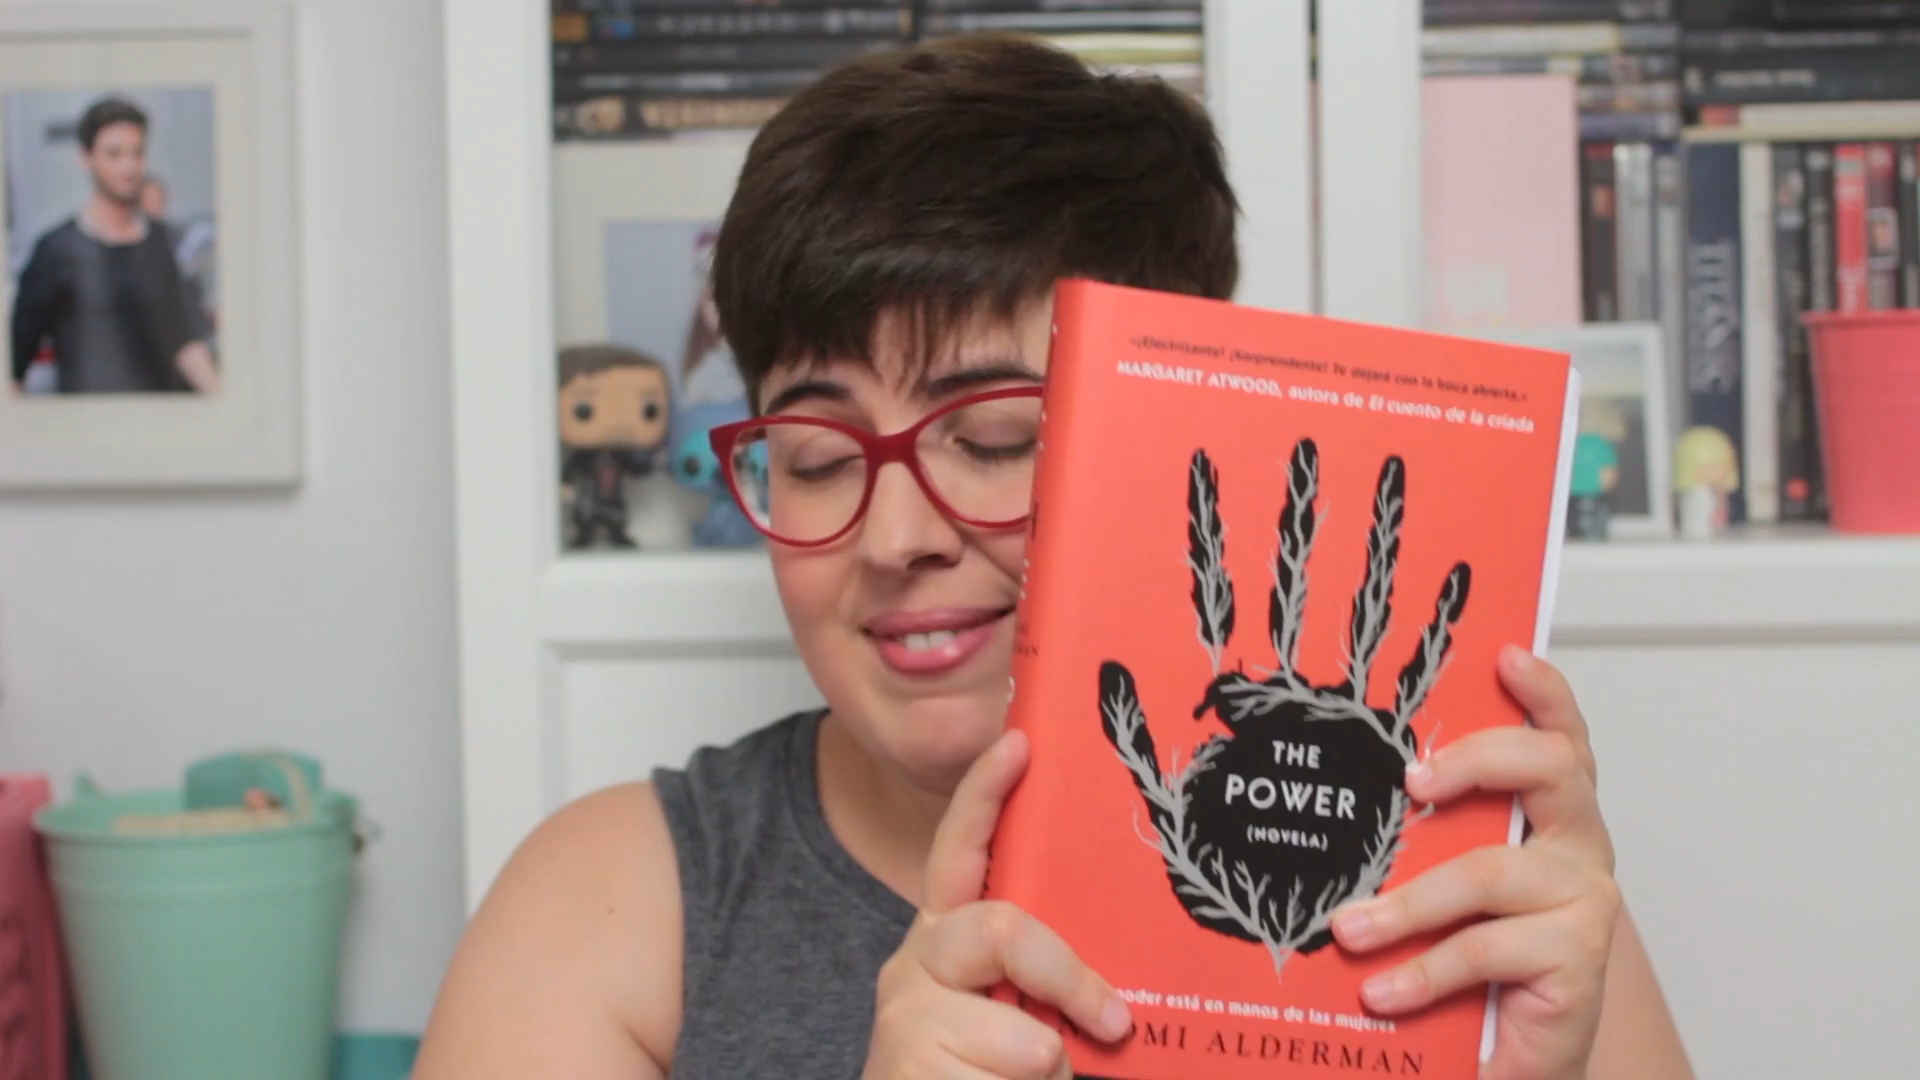 «¡Electrizante! ¡Sorprendente! Te dejará con la boca abierta.»
MARGARET ATWOOD, autora de El cuento de la criada
THE
POWER
(NOVELA)
poder está en manos de las mujeres
OMI ALDERMAN
TITANS